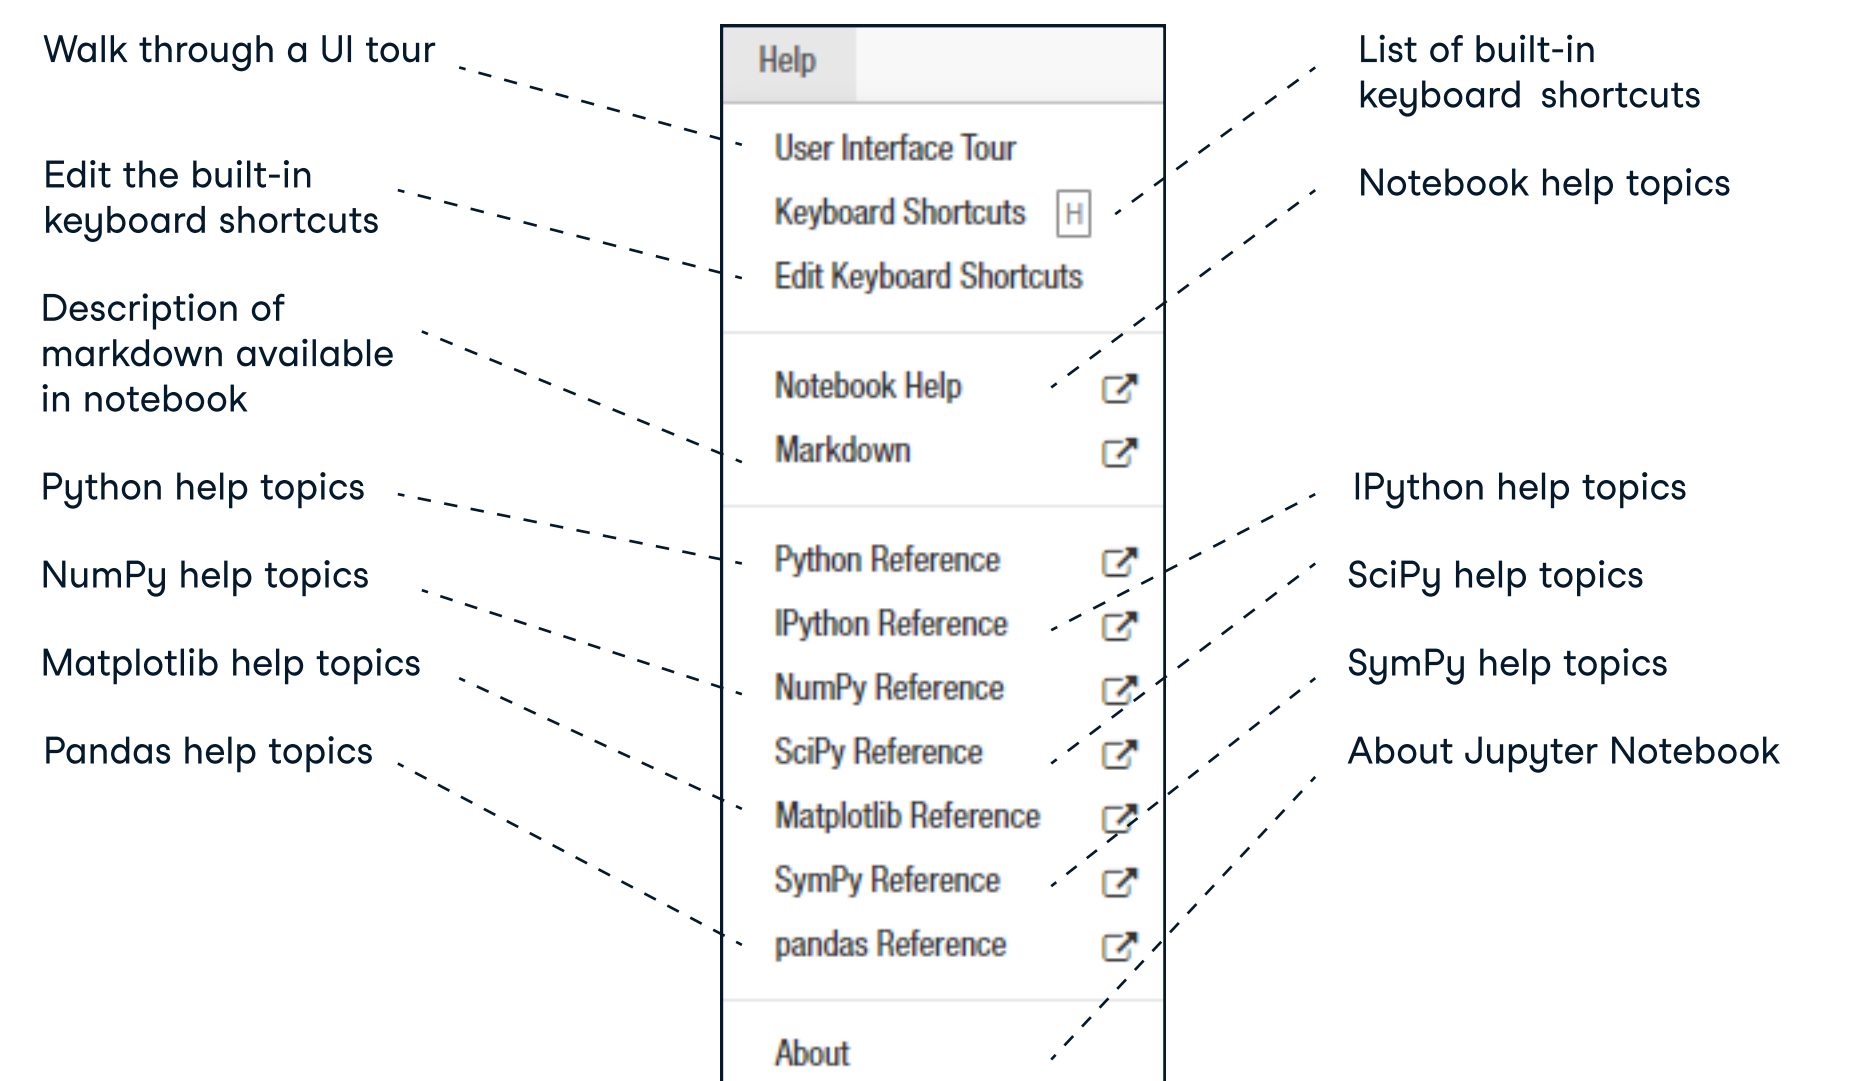 Walk through a UI tour
Edit the built-in
keyboard shortcuts
Description of
markdown available
in notebook
Python help topics
NumPy help topics
Matplotlib help topics
Pandas help topics
Help
User Interface Tour
Keyboard Shortcuts H
Edit Keyboard Shortcuts
Notebook Help
Markdown
Python Reference
IPython Reference
NumPy Reference
SciPy Reference
Matplotlib Reference
SymPy Reference
pandas Reference
About
List of built-in
keyboard shortcuts
Notebook help topics
IPython help topics
SciPy help topics
SymPy help topics
About Jupyter Notebook